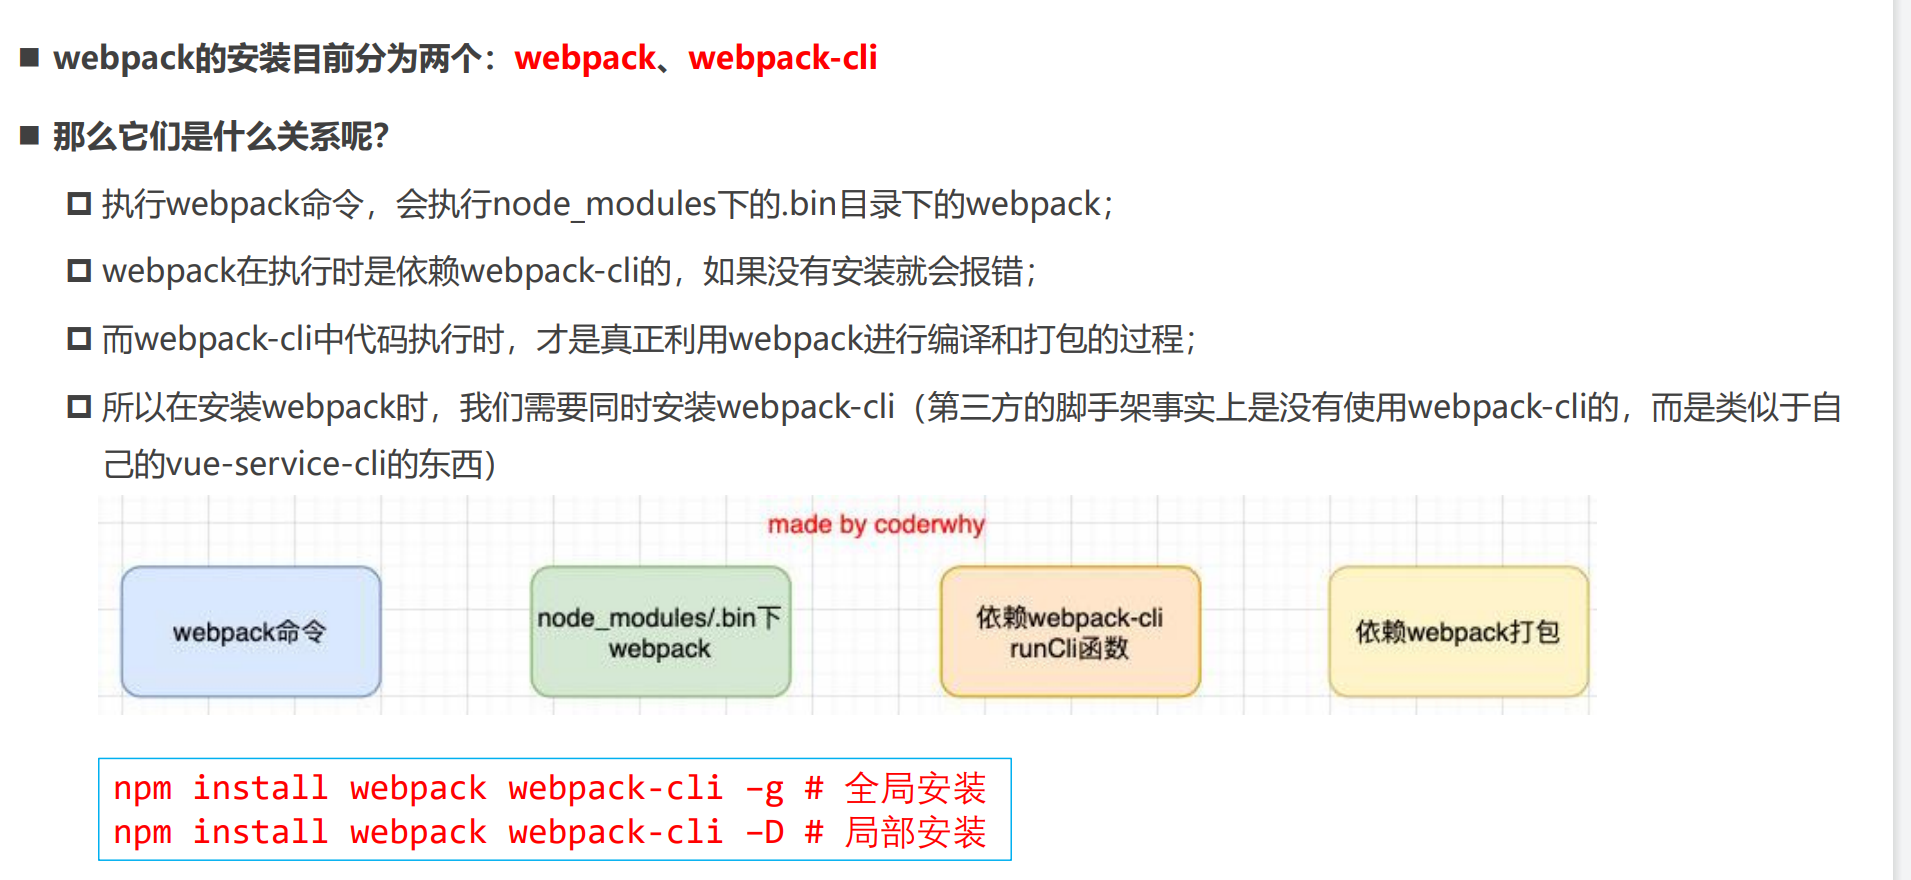 webpack的安装目前分为两个：webpack、webpack-cli
那么它们是什么关系呢？
执行webpack命令，会执行node_modules下的.bin目录下的webpack；
webpack在执行时是依赖webpack-cli的，如果没有安装就会报错；
而webpack-cli中代码执行时，才是真正利用webpack进行编译和打包的过程；
所以在安装webpack时，我们需要同时安装webpack-cli（第三方的脚手架事实上是没有使用webpack-cli的，而是类似于自
己的vue-service-cli的东西）
made by coderwhy
webpack命令
node_modules/.bin下
webpack
依赖webpack-cli
runCli函数
依赖webpack打包
npm install webpack webpack-cli –g # 全局安装
npm install webpack webpack-cli –D # 局部安装